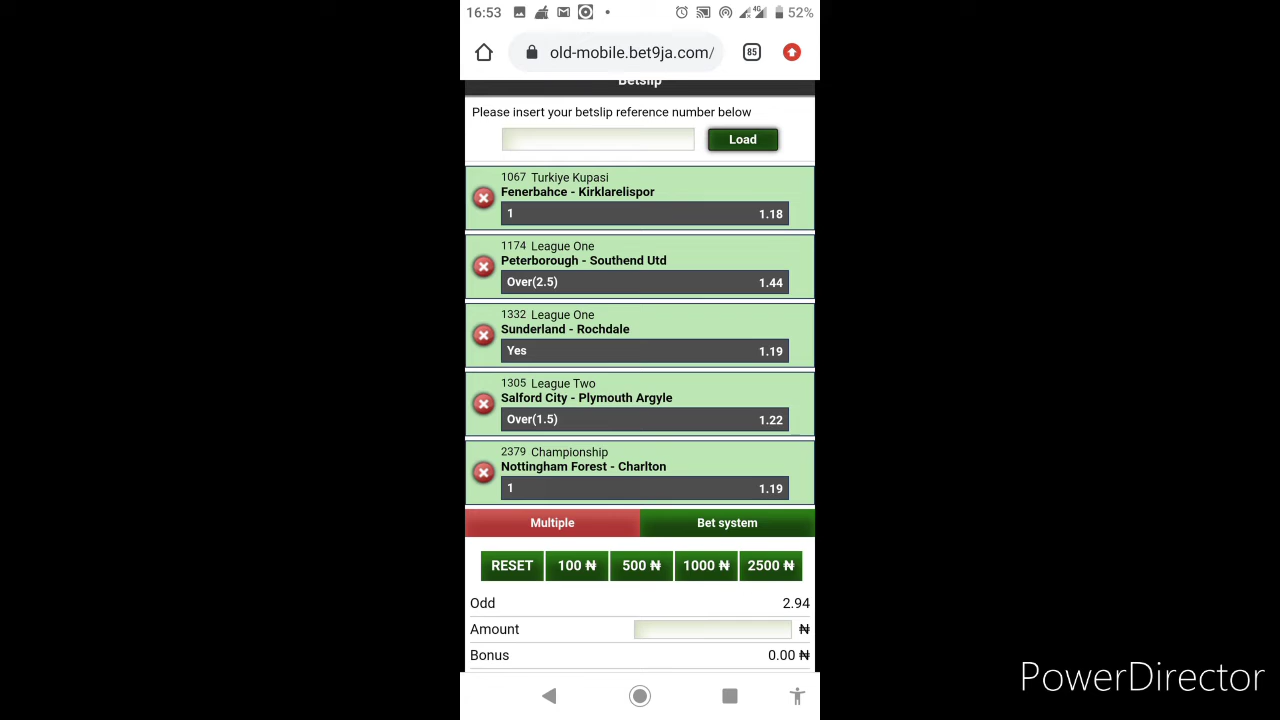 16:53
4G
52%
old-mobile.bet9ja.com/
85
Betslip
Please insert your betslip reference number below
Load
1067 Turkiye Kupasi
Fenerbahce - Kirklarelispor
1 1.18
1174 League One
Peterborough - Southend Utd
Over(2.5) 1.44
1332 League One
Sunderland - Rochdale
Yes 1.19
1305 League Two
Salford City - Plymouth Argyle
Over(1.5) 1.22
2379 Championship
Nottingham Forest - Charlton
1 1.19
Multiple Bet system
RESET 100 ₦ 500 ₦ 1000 ₦ 2500 ₦
Odd 2.94
Amount ₦
Bonus 0.00 ₦
PowerDirector